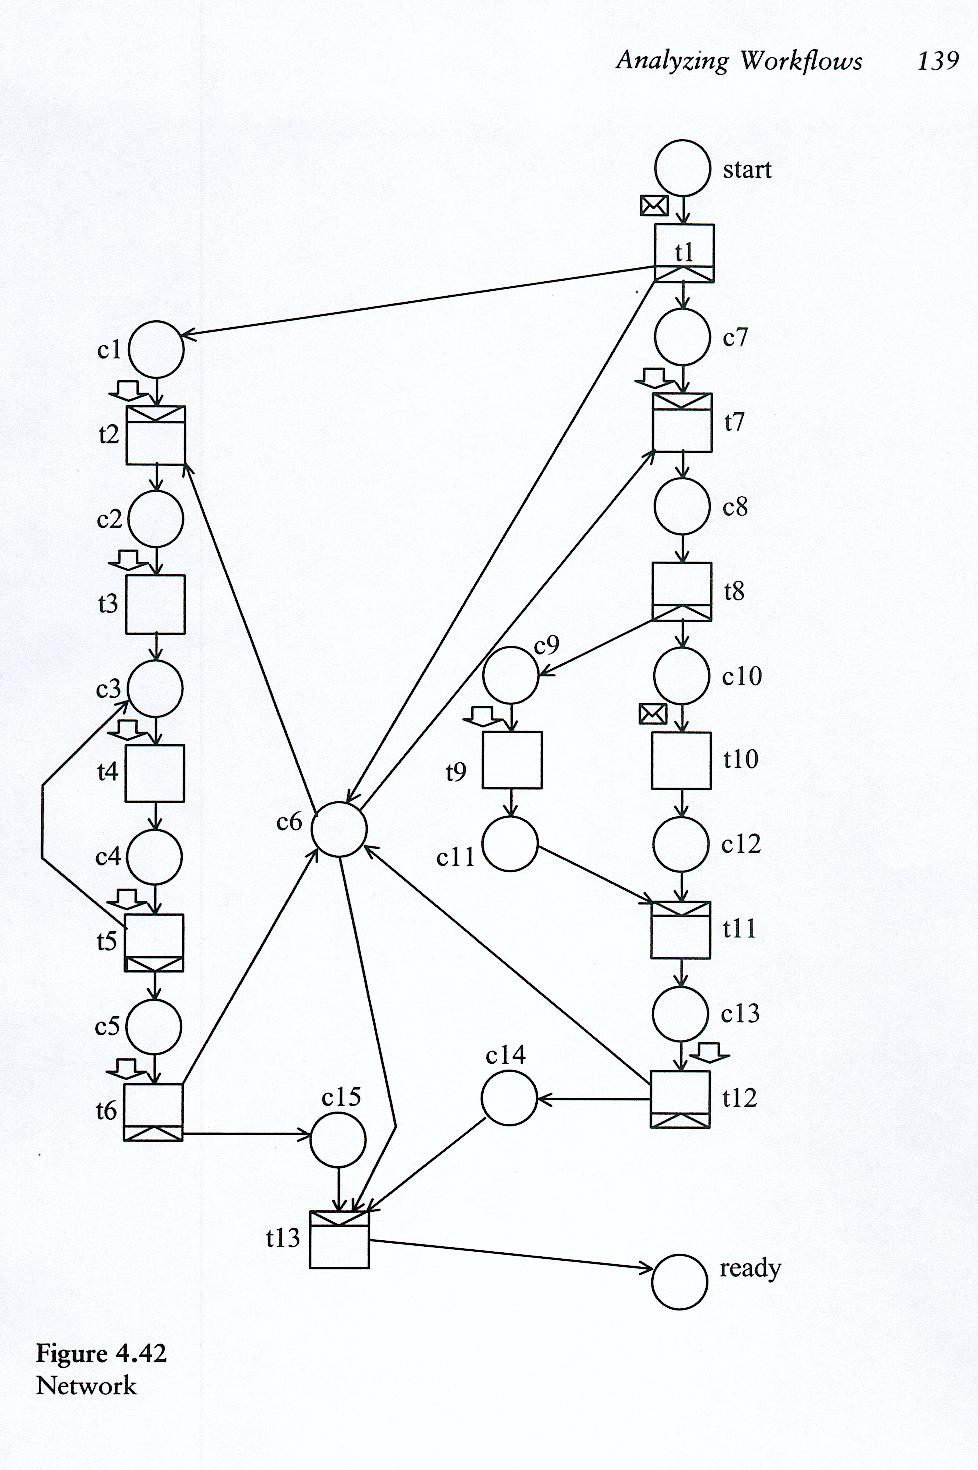 Analyzing Workflows 139
start
t1
c7
c1
t7
t2
c8
c2
t8
t3
c9
c10
c3
t10
t9
t4
c6
c12
c11
c4
t11
t5
c13
c5
c14
t12
c15
t6
t13
ready
Figure 4.42
Network